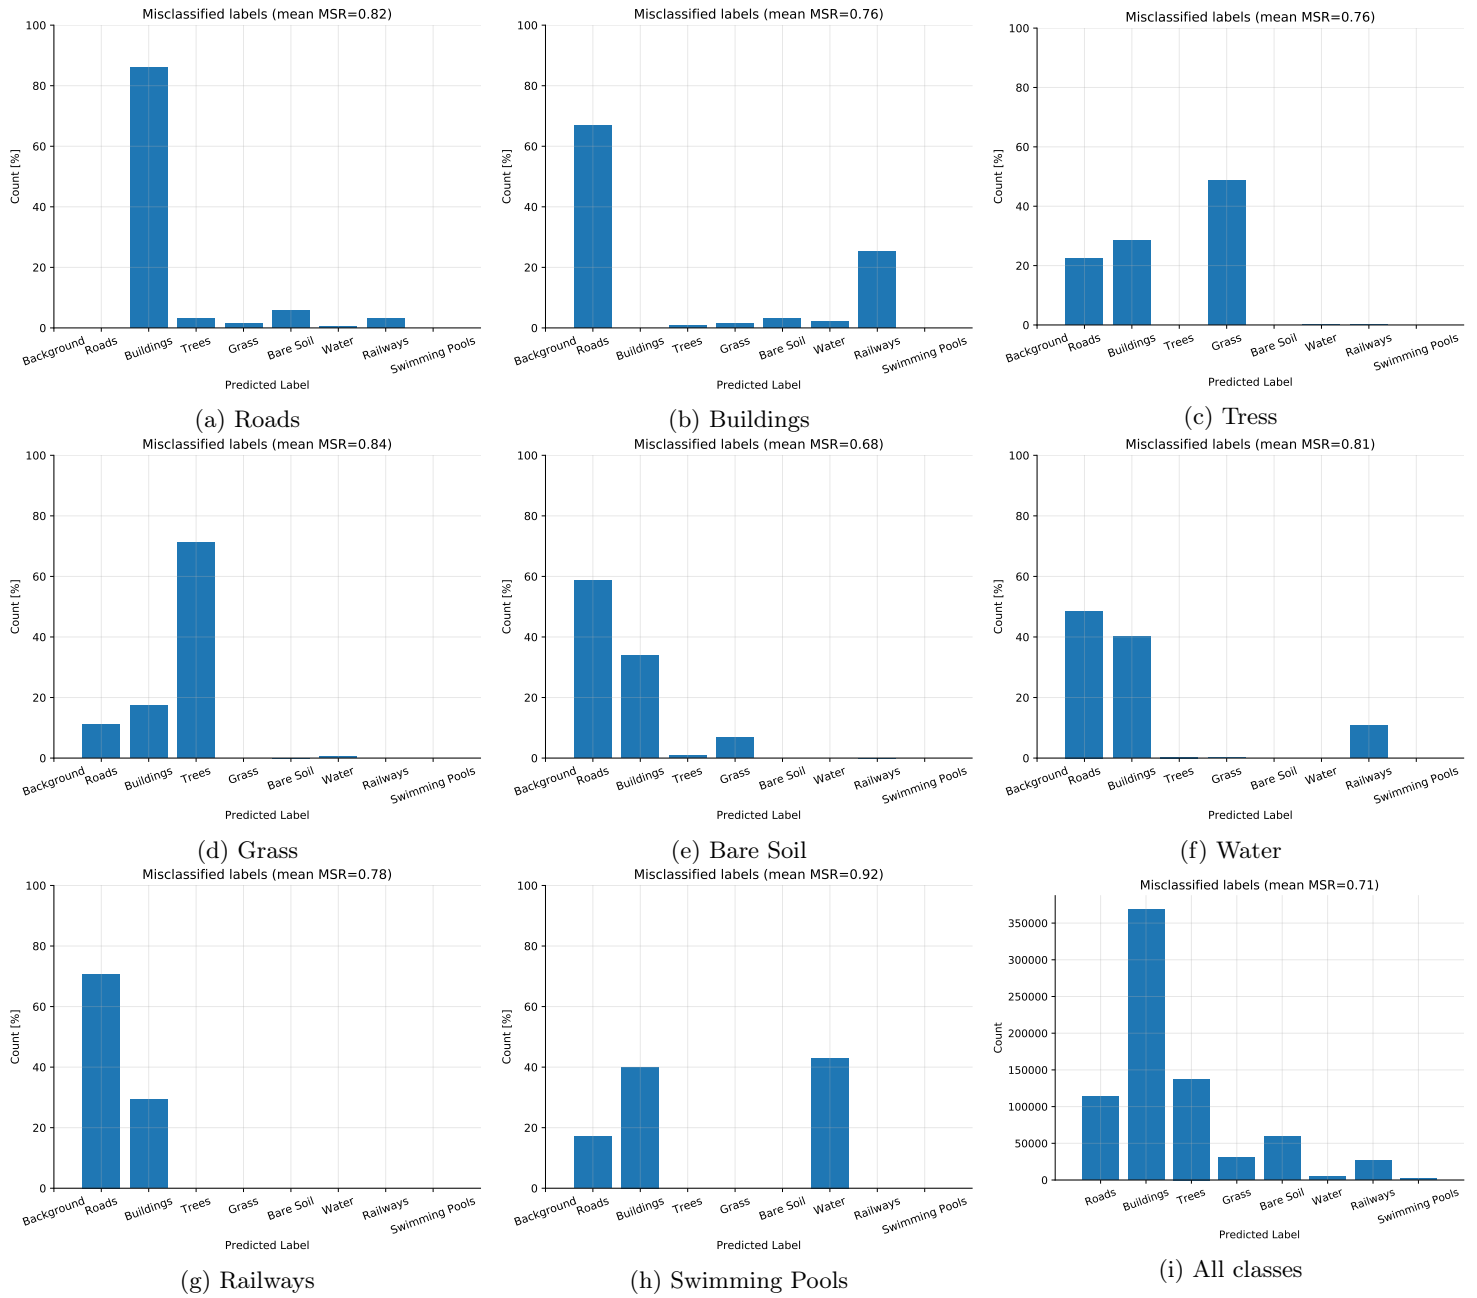 Misclassified labels (mean MSR=0.82)
100
80
60
40
20
0
Count [%]
Background Roads Buildings Trees Grass Bare Soil Water Railways Swimming Pools
Predicted Label
(a) Roads
Misclassified labels (mean MSR=0.76)
100
80
60
40
20
0
Count [%]
Background Roads Buildings Trees Grass Bare Soil Water Railways Swimming Pools
Predicted Label
(b) Buildings
Misclassified labels (mean MSR=0.76)
100
80
60
40
20
0
Count [%]
Background Roads Buildings Trees Grass Bare Soil Water Railways Swimming Pools
Predicted Label
(c) Tress
Misclassified labels (mean MSR=0.84)
100
80
60
40
20
0
Count [%]
Background Roads Buildings Trees Grass Bare Soil Water Railways Swimming Pools
Predicted Label
(d) Grass
Misclassified labels (mean MSR=0.68)
100
80
60
40
20
0
Count [%]
Background Roads Buildings Trees Grass Bare Soil Water Railways Swimming Pools
Predicted Label
(e) Bare Soil
Misclassified labels (mean MSR=0.81)
100
80
60
40
20
0
Count [%]
Background Roads Buildings Trees Grass Bare Soil Water Railways Swimming Pools
Predicted Label
(f) Water
Misclassified labels (mean MSR=0.78)
100
80
60
40
20
0
Count [%]
Background Roads Buildings Trees Grass Bare Soil Water Railways Swimming Pools
Predicted Label
(g) Railways
Misclassified labels (mean MSR=0.92)
100
80
60
40
20
0
Count [%]
Background Roads Buildings Trees Grass Bare Soil Water Railways Swimming Pools
Predicted Label
(h) Swimming Pools
Misclassified labels (mean MSR=0.71)
350000
300000
250000
200000
150000
100000
50000
0
Count
Roads Buildings Trees Grass Bare Soil Water Railways Swimming Pools
Predicted Label
(i) All classes